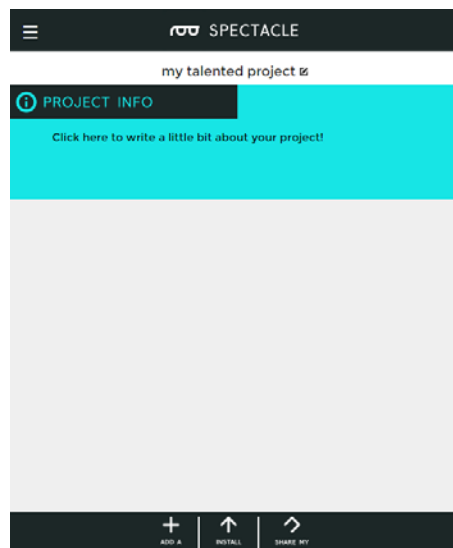 SPECTACLE
my talented project
PROJECT INFO
Click here to write a little bit about your project!
ADD A
INSTALL
SHARE MY